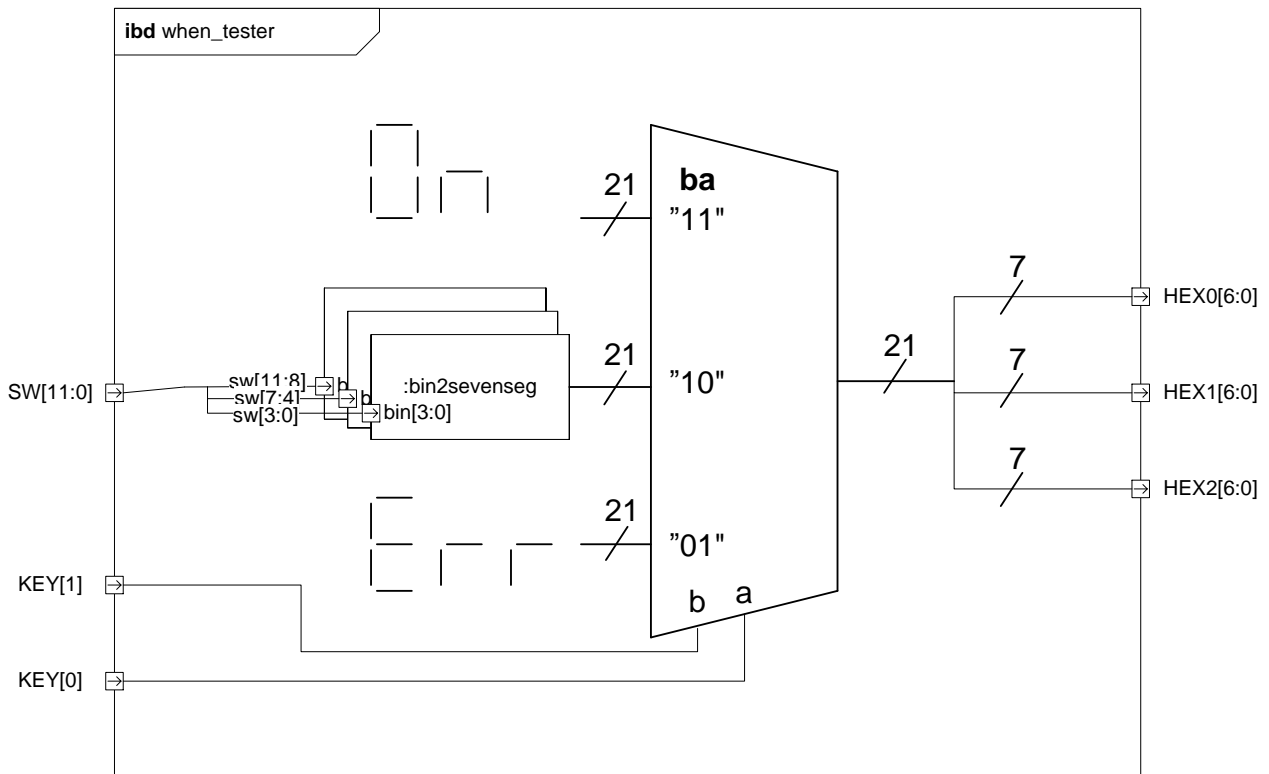 ibd when_tester
On
21
ba
"11"
7
HEX0[6:0]
SW[11:0]
sw[11:8]
b
sw[7:4]
b
sw[3:0]
bin[3:0]
:bin2sevenseg
21
"10"
21
7
HEX1[6:0]
7
HEX2[6:0]
Err
21
"01"
b
a
KEY[1]
KEY[0]